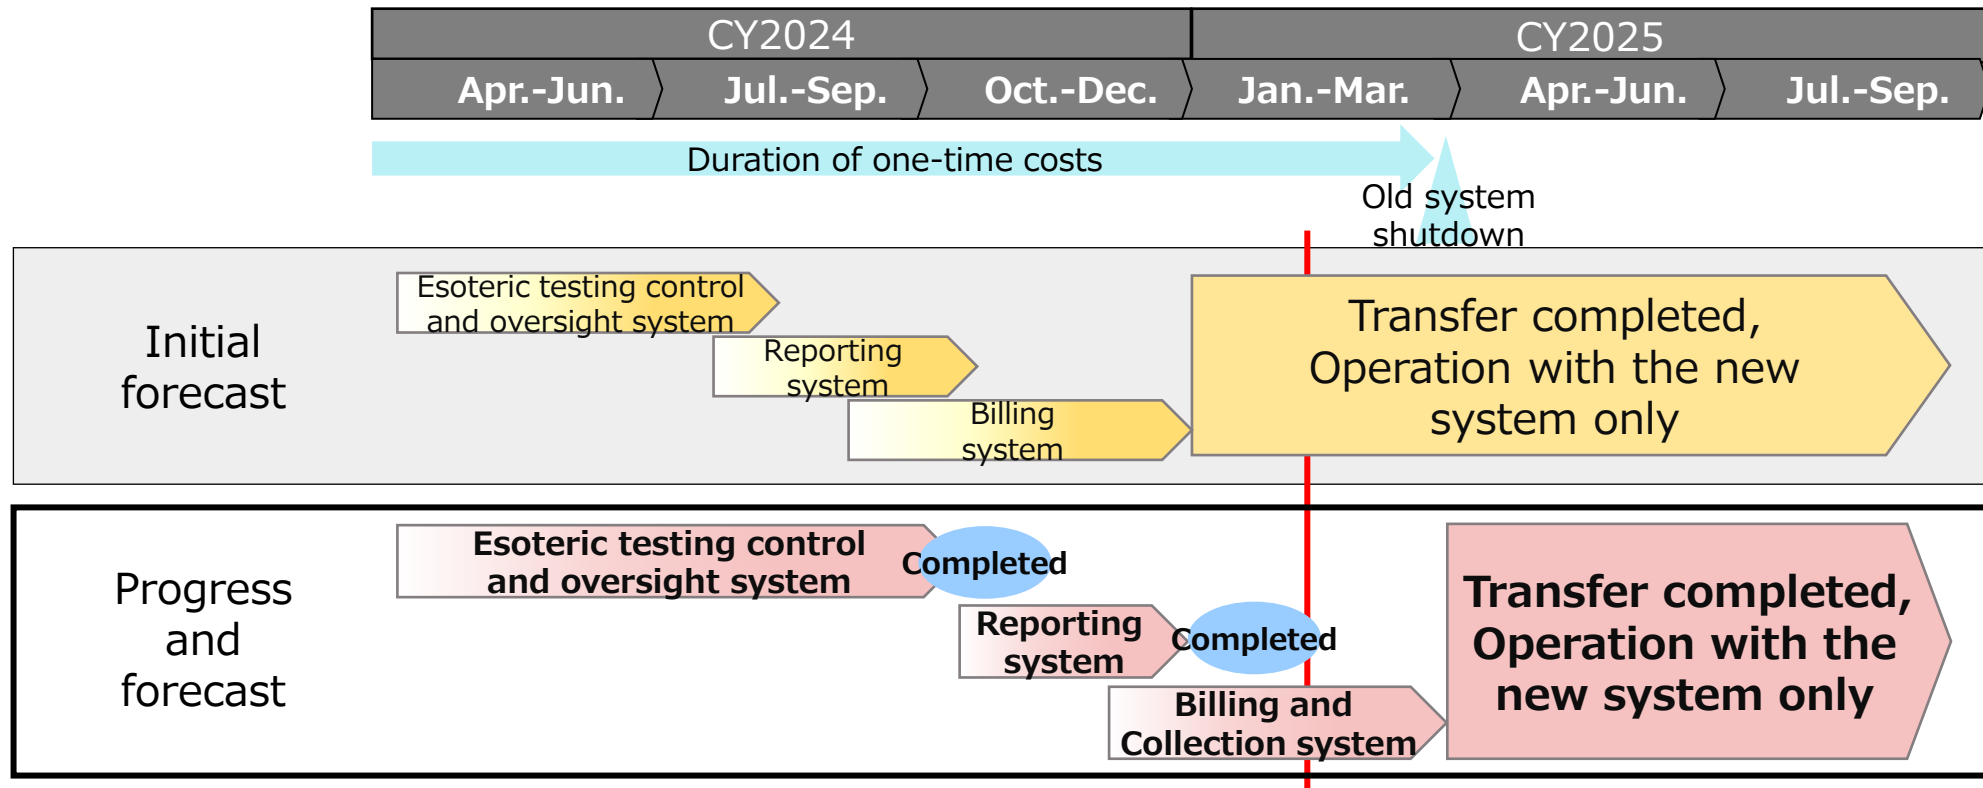 CY2024
CY2025
Apr.-Jun.
Jul.-Sep.
Oct.-Dec.
Jan.-Mar.
Apr.-Jun.
Jul.-Sep.
Duration of one-time costs
Old system
shutdown
Initial
forecast
Esoteric testing control
and oversight system
Reporting
system
Billing
system
Transfer completed,
Operation with the new
system only
Progress
and
forecast
Esoteric testing control
and oversight system
Completed
Reporting
system
Completed
Billing and
Collection system
Transfer completed,
Operation with the
new system only